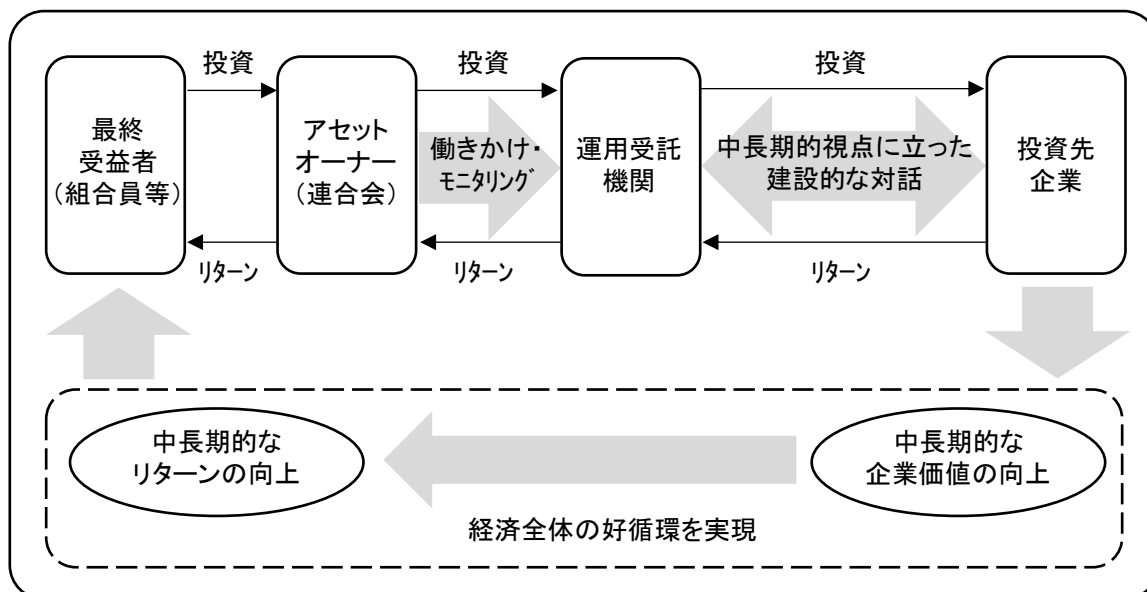 投資
投資
投資
最終
受益者
（組合員等）
アセット
オーナー
（連合会）
働きかけ・
ﾓﾆﾀﾘﾝｸﾞ
運用受託
機関
中長期的視点に立った
建設的な対話
投資先
企業
ﾘﾀｰﾝ
ﾘﾀｰﾝ
ﾘﾀｰﾝ
中長期的な
リターンの向上
中長期的な
企業価値の向上
経済全体の好循環を実現